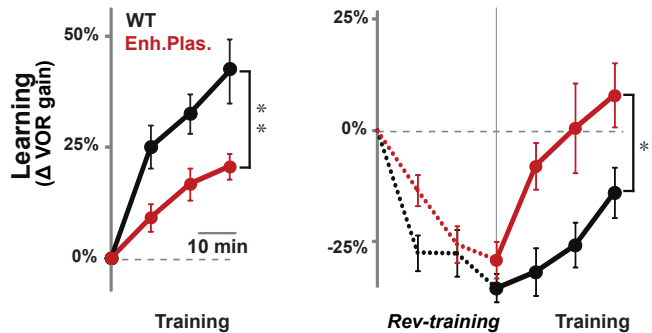 WT
Enh.Plas.
Learning
(Δ VOR gain)
50%
25%
0%
**
10 min
Training
25%
0%
-25%
*
Rev-training
Training